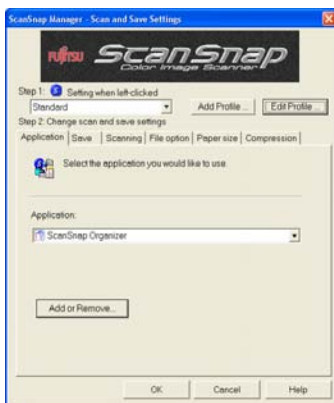 ScanSnap Manager - Scan and Save Settings
FUJITSU ScanSnap
Color Image Scanner
Step 1: S Setting when left-clicked
Standard Add Profile ... Edit Profile ...
Step 2: Change scan and save settings
Application Save Scanning File option Paper size Compression
Select the application you would like to use.
Application:
ScanSnap Organizer
Add or Remove...
OK Cancel Help